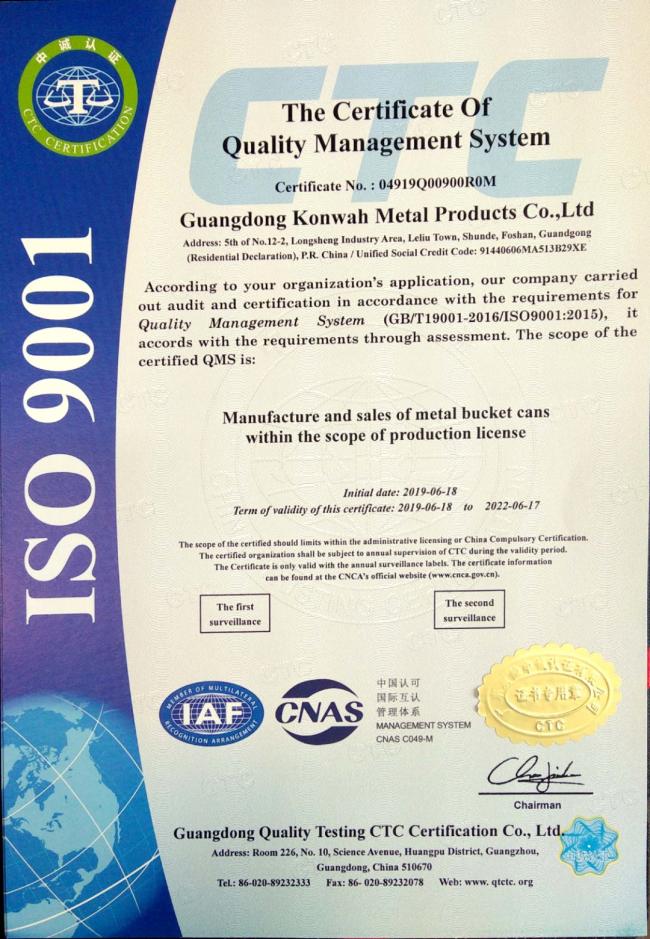 中诚认证
CTC CERTIFICATION
T
CTC
ISO 9001
The Certificate Of
Quality Management System
Certificate No. : 04919Q00900R0M
Guangdong Konwah Metal Products Co.,Ltd
Address: 5th of No.12-2, Longsheng Industry Area, Leliu Town, Shunde, Foshan, Guandgong
(Residential Declaration), P.R. China / Unified Social Credit Code: 91440606MA513B29XE
According to your organization's application, our company carried
out audit and certification in accordance with the requirements for
Quality Management System (GB/T19001-2016/ISO9001:2015), it
accords with the requirements through assessment. The scope of the
certified QMS is:
Manufacture and sales of metal bucket cans
within the scope of production license
Initial date: 2019-06-18
Term of validity of this certificate: 2019-06-18 to 2022-06-17
The scope of the certified should limits within the administrative licensing or China Compulsory Certification.
The certified organization shall be subject to annual supervision of CTC during the validity period.
The Certificate is only valid with the annual surveillance labels. The certificate information
can be found at the CNCA's official website (www.cnca.gov.cn).
The first
surveillance
The second
surveillance
MEMBER OF MULTILATERAL
IAF
RECOGNITION ARRANGEMENT
CNAS
中国认可
国际互认
管理体系
MANAGEMENT SYSTEM
CNAS C049-M
证书专用章
CTC
Chairman
Guangdong Quality Testing CTC Certification Co., Ltd.
Address: Room 226, No. 10, Science Avenue, Huangpu District, Guangzhou,
Guangdong, China 510670
Tel.: 86-020-89232333 Fax: 86- 020-89232078 Web: www. qtctc. org